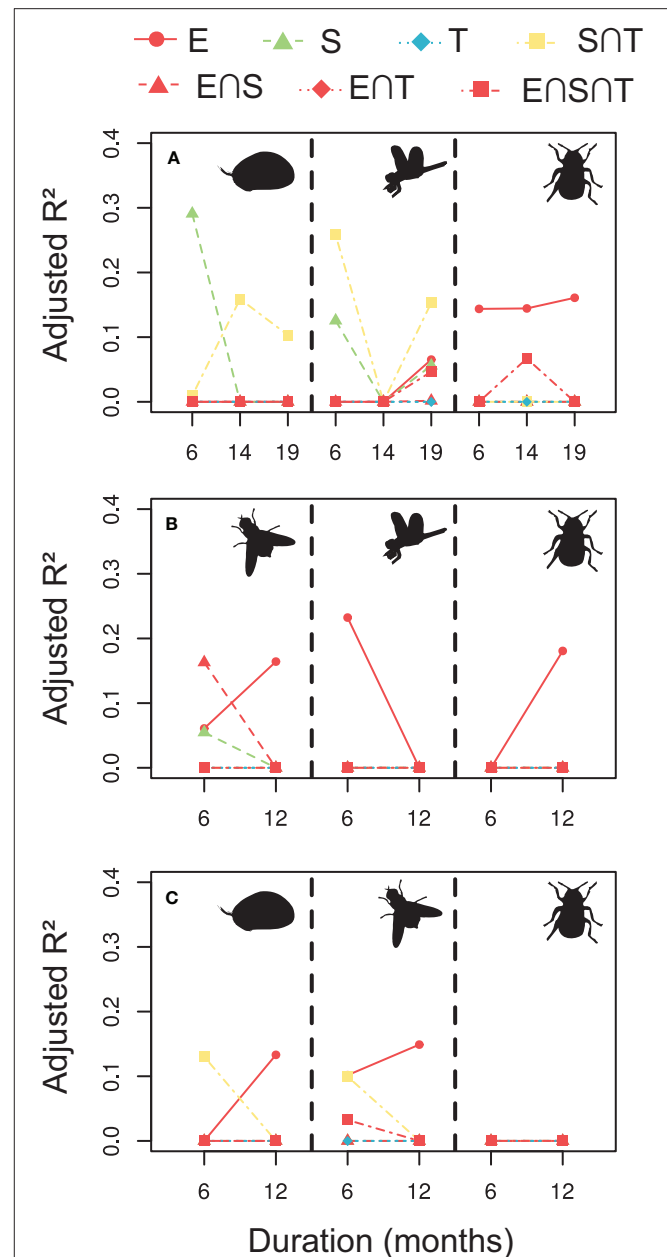 E S T S∩T
E∩S E∩T E∩S∩T
A
Adjusted R²
0.0 0.1 0.2 0.3 0.4
6 14 19 6 14 19 6 14 19
B
Adjusted R²
0.0 0.1 0.2 0.3 0.4
6 12 6 12 6 12
C
Adjusted R²
0.0 0.1 0.2 0.3 0.4
6 12 6 12 6 12
Duration (months)